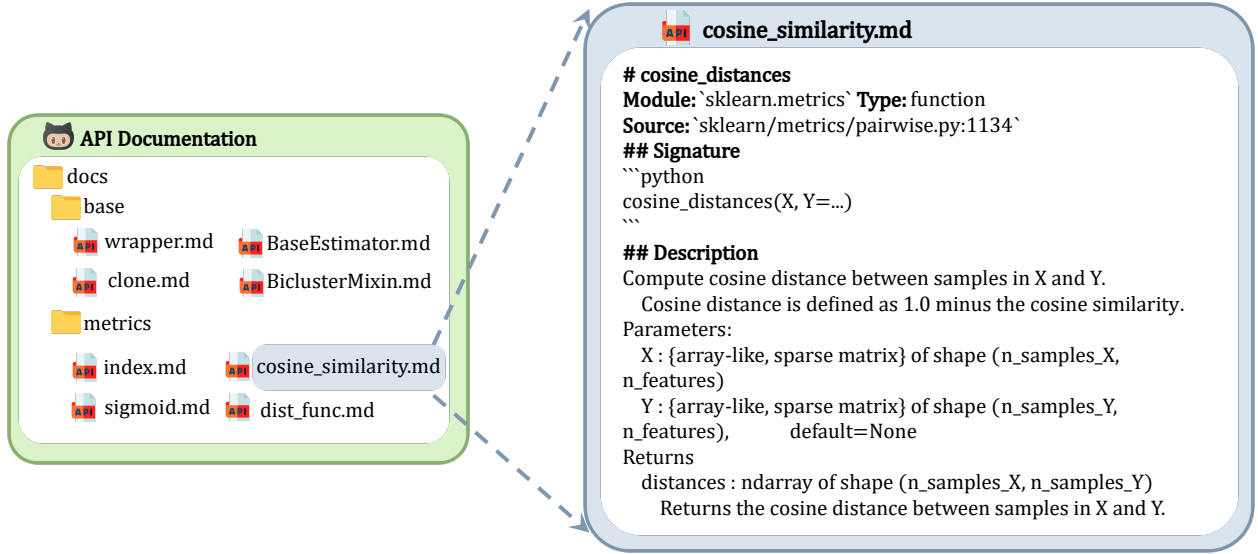 API Documentation
docs
base
API wrapper.md API BaseEstimator.md
API clone.md API BiclusterMixin.md
metrics
API index.md API cosine_similarity.md
API sigmoid.md API dist_func.md
API cosine_similarity.md
# cosine_distances
Module: `sklearn.metrics` Type: function
Source: `sklearn/metrics/pairwise.py:1134`
## Signature
```python
cosine_distances(X, Y=...)
```
## Description
Compute cosine distance between samples in X and Y.
Cosine distance is defined as 1.0 minus the cosine similarity.
Parameters:
X : {array-like, sparse matrix} of shape (n_samples_X,
n_features)
Y : {array-like, sparse matrix} of shape (n_samples_Y,
n_features), default=None
Returns
distances : ndarray of shape (n_samples_X, n_samples_Y)
Returns the cosine distance between samples in X and Y.